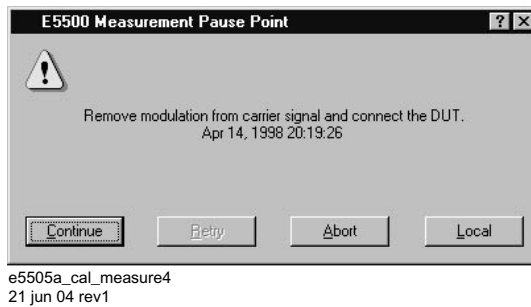 E5500 Measurement Pause Point
Remove modulation from carrier signal and connect the DUT.
Apr 14, 1998 20:19:26
Continue Retry Abort Local
e5505a_cal_measure4
21 jun 04 rev1